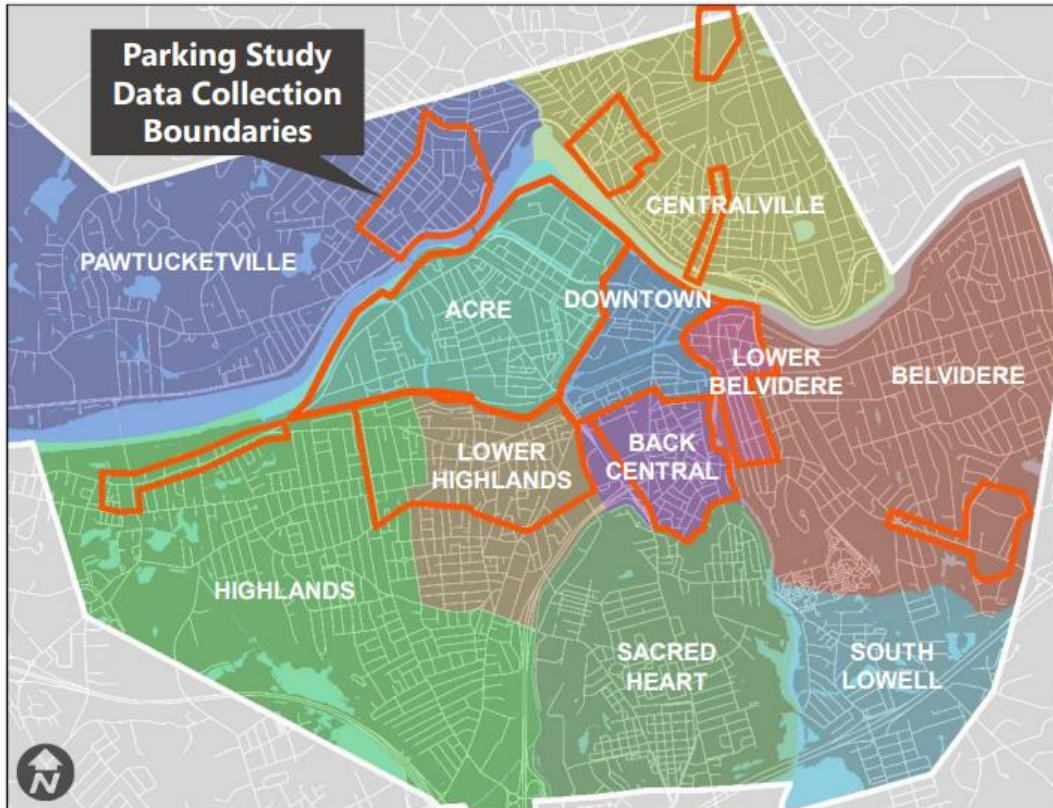 Parking Study
Data Collection
Boundaries
CENTRALVILLE
PAWTUCKETVILLE
DOWNTOWN
ACRE
LOWER
BELVIDERE
BELVIDERE
BACK
CENTRAL
LOWER
HIGHLANDS
HIGHLANDS
SACRED
HEART
SOUTH
LOWELL
N